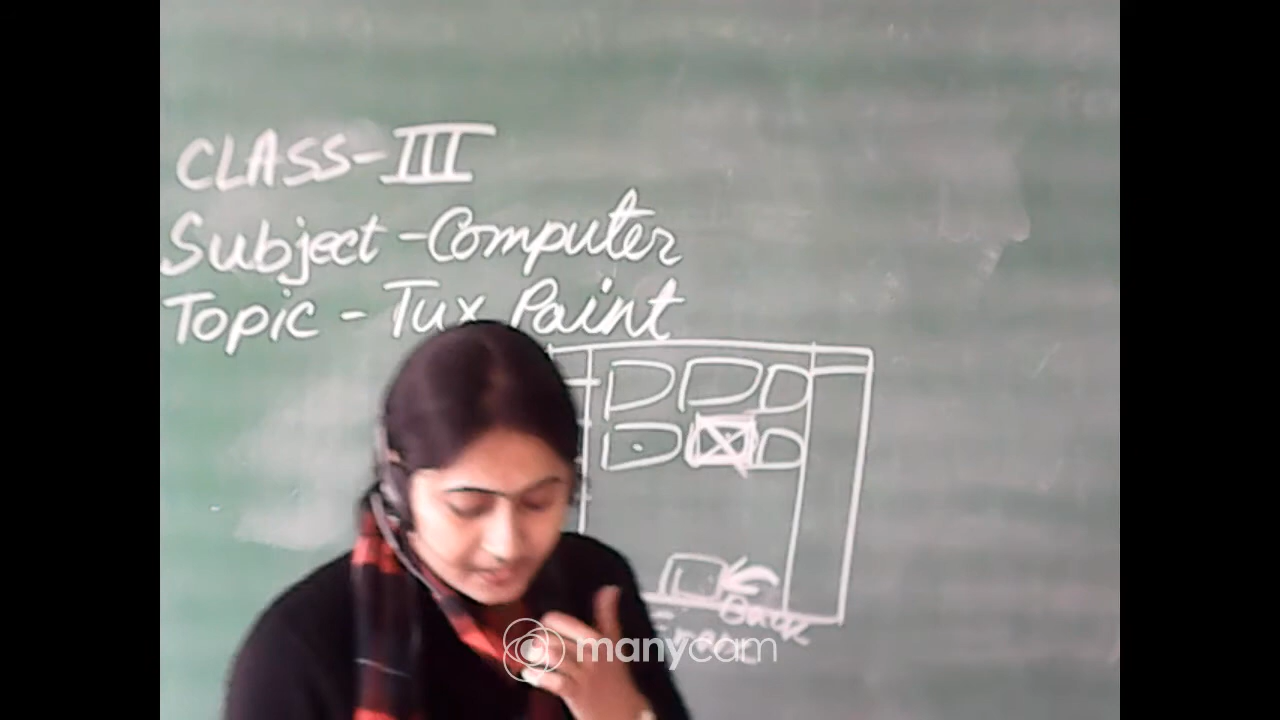 CLASS-III
Subject-Computer
Topic - Tux Paint
Back
manycam